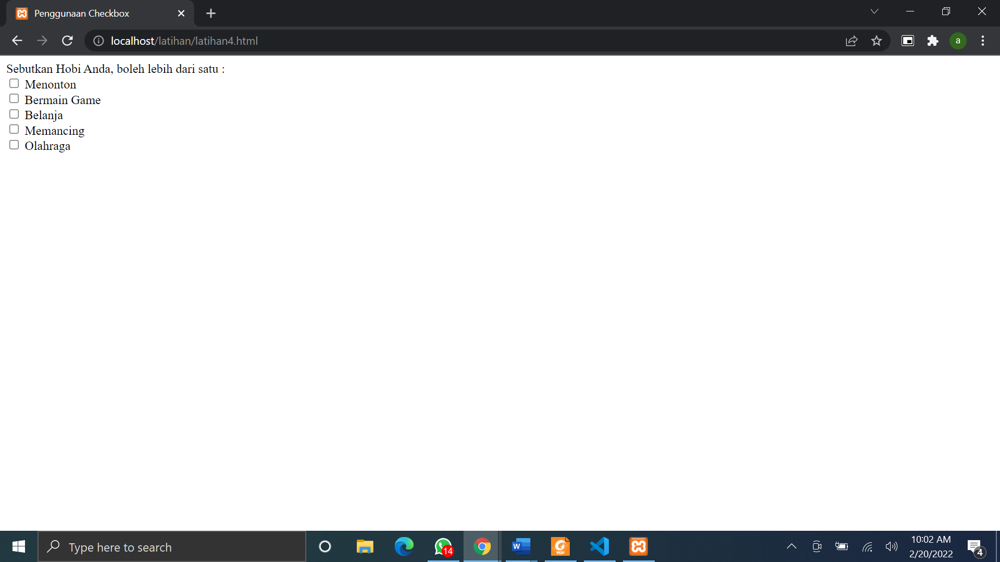 Penggunaan Checkbox
localhost/latihan/latihan4.html
a
Sebutkan Hobi Anda, boleh lebih dari satu :
Menonton
Bermain Game
Belanja
Memancing
Olahraga
Type here to search
14
W
PDF
10:02 AM
2/20/2022
4